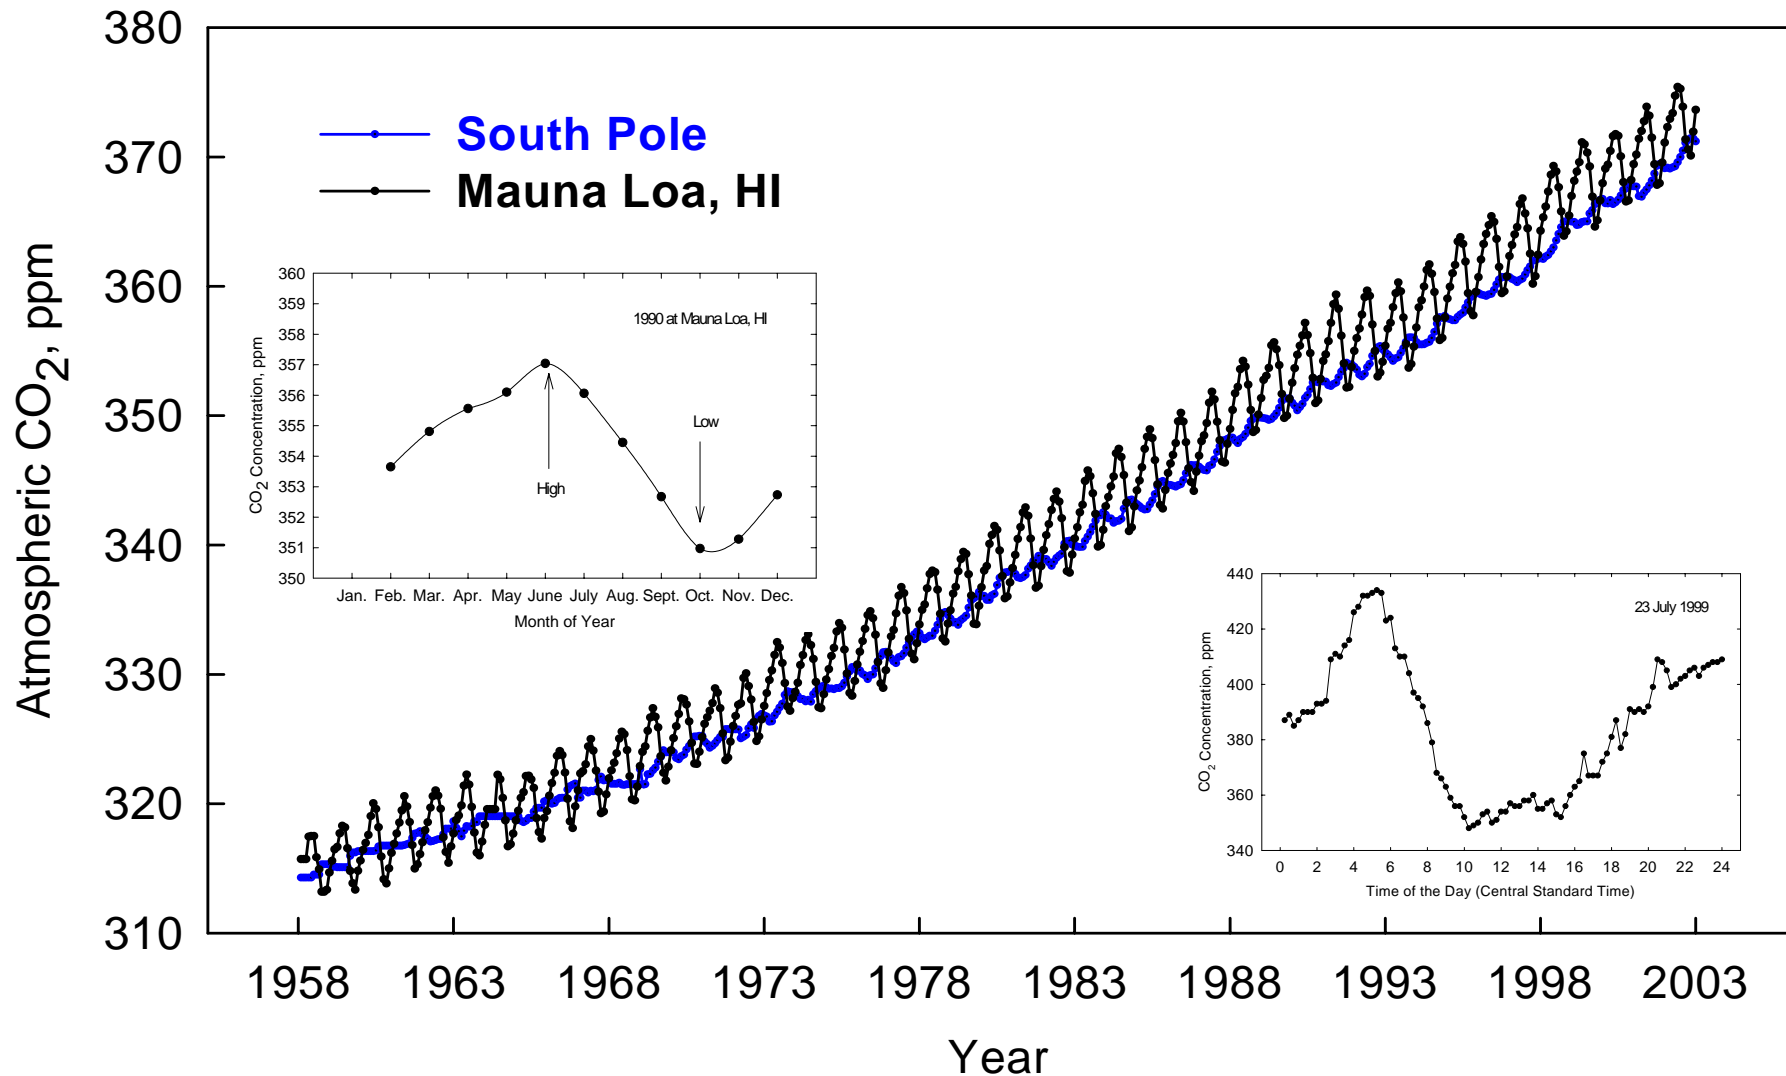 380
370
360
350
340
330
320
310
Atmospheric CO2, ppm
South Pole
Mauna Loa, HI
360
359
358
357
356
355
354
353
352
351
350
CO2 Concentration, ppm
1990 at Mauna Loa, HI
High
Low
Jan. Feb. Mar. Apr. May June July Aug. Sept. Oct. Nov. Dec.
Month of Year
440
420
400
380
360
340
CO2 Concentration, ppm
23 July 1999
0 2 4 6 8 10 12 14 16 18 20 22 24
Time of the Day (Central Standard Time)
1958 1963 1968 1973 1978 1983 1988 1993 1998 2003
Year